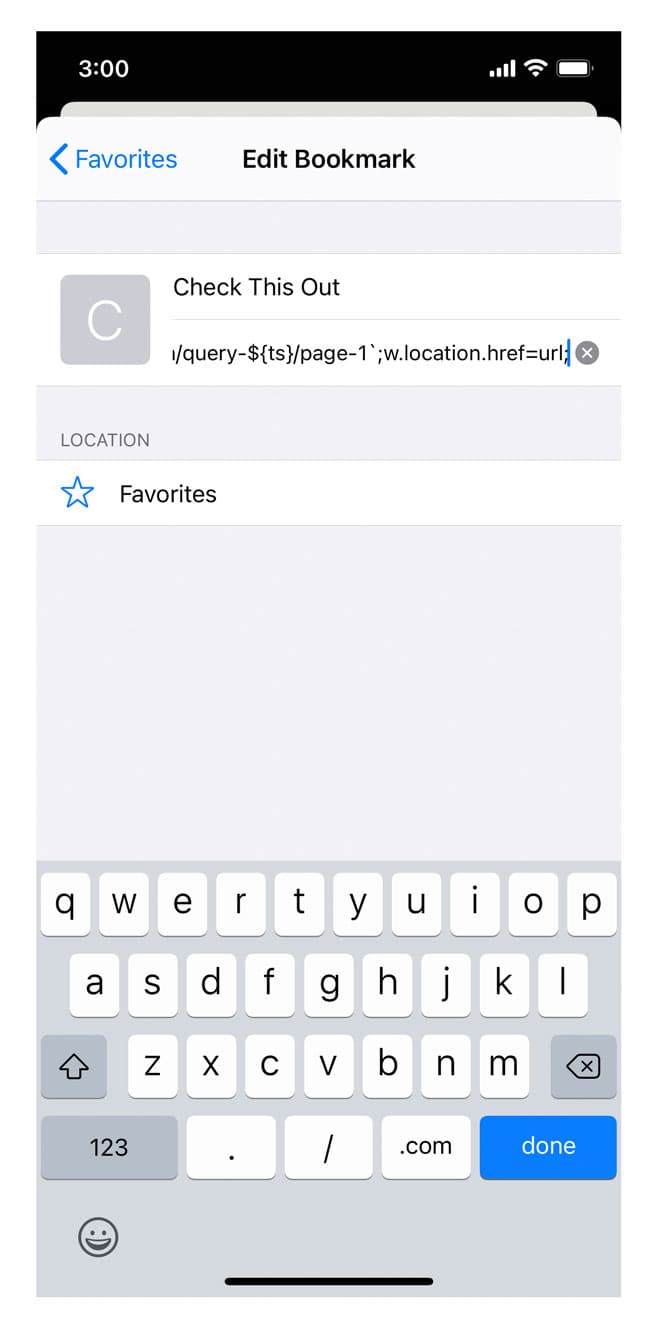 3:00
Favorites
Edit Bookmark
C
Check This Out
/query-${ts}/page-1`;w.location.href=url;
LOCATION
Favorites
q w e r t y u i o p
a s d f g h j k l
z x c v b n m
123 . / .com done